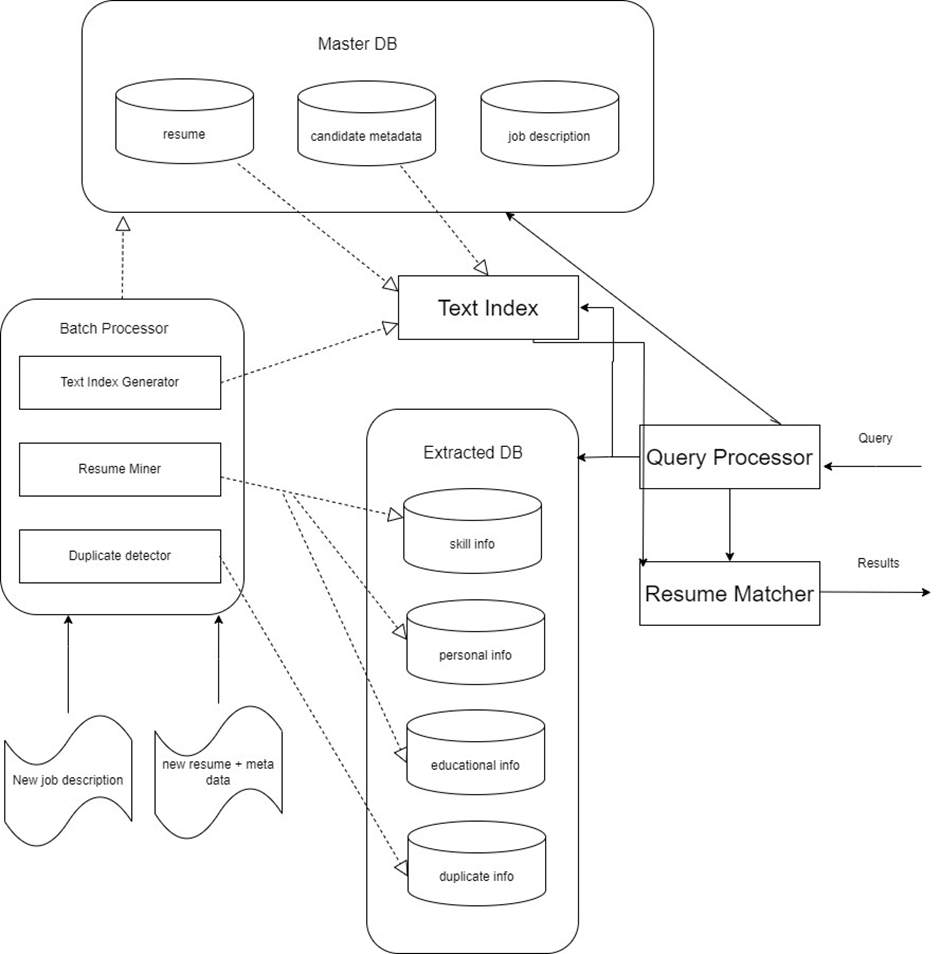 Master DB
resume
candidate metadata
job description
Text Index
Batch Processor
Text Index Generator
Resume Miner
Duplicate detector
New job description
new resume + meta
data
Extracted DB
skill info
personal info
educational info
duplicate info
Query Processor
Query
Resume Matcher
Results